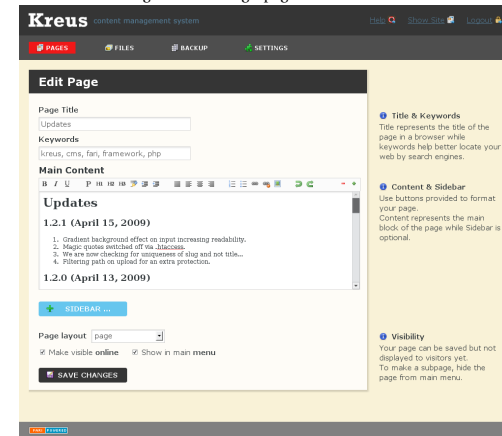 Kreus content management system
Help Show Site Logout
PAGES FILES BACKUP SETTINGS
Edit Page
Page Title
Updates
Keywords
kreus, cms, fari, framework, php
Main Content
B I U P H1 H2 H3
Updates
1.2.1 (April 15, 2009)
1. Gradient background effect on input increasing readability.
2. Magic quotes switched off via .htaccess.
3. We are now checking for uniqueness of slug and not title...
4. Filtering path on upload for an extra protection.
1.2.0 (April 13, 2009)
SIDEBAR ...
Page layout page
Make visible online Show in main menu
SAVE CHANGES
Title & Keywords
Title represents the title of the
page in a browser while
keywords help better locate your
web by search engines.
Content & Sidebar
Use buttons provided to format
your page.
Content represents the main
block of the page while Sidebar is
optional.
Visibility
Your page can be saved but not
displayed to visitors yet.
To make a subpage, hide the
page from main menu.
POWERED